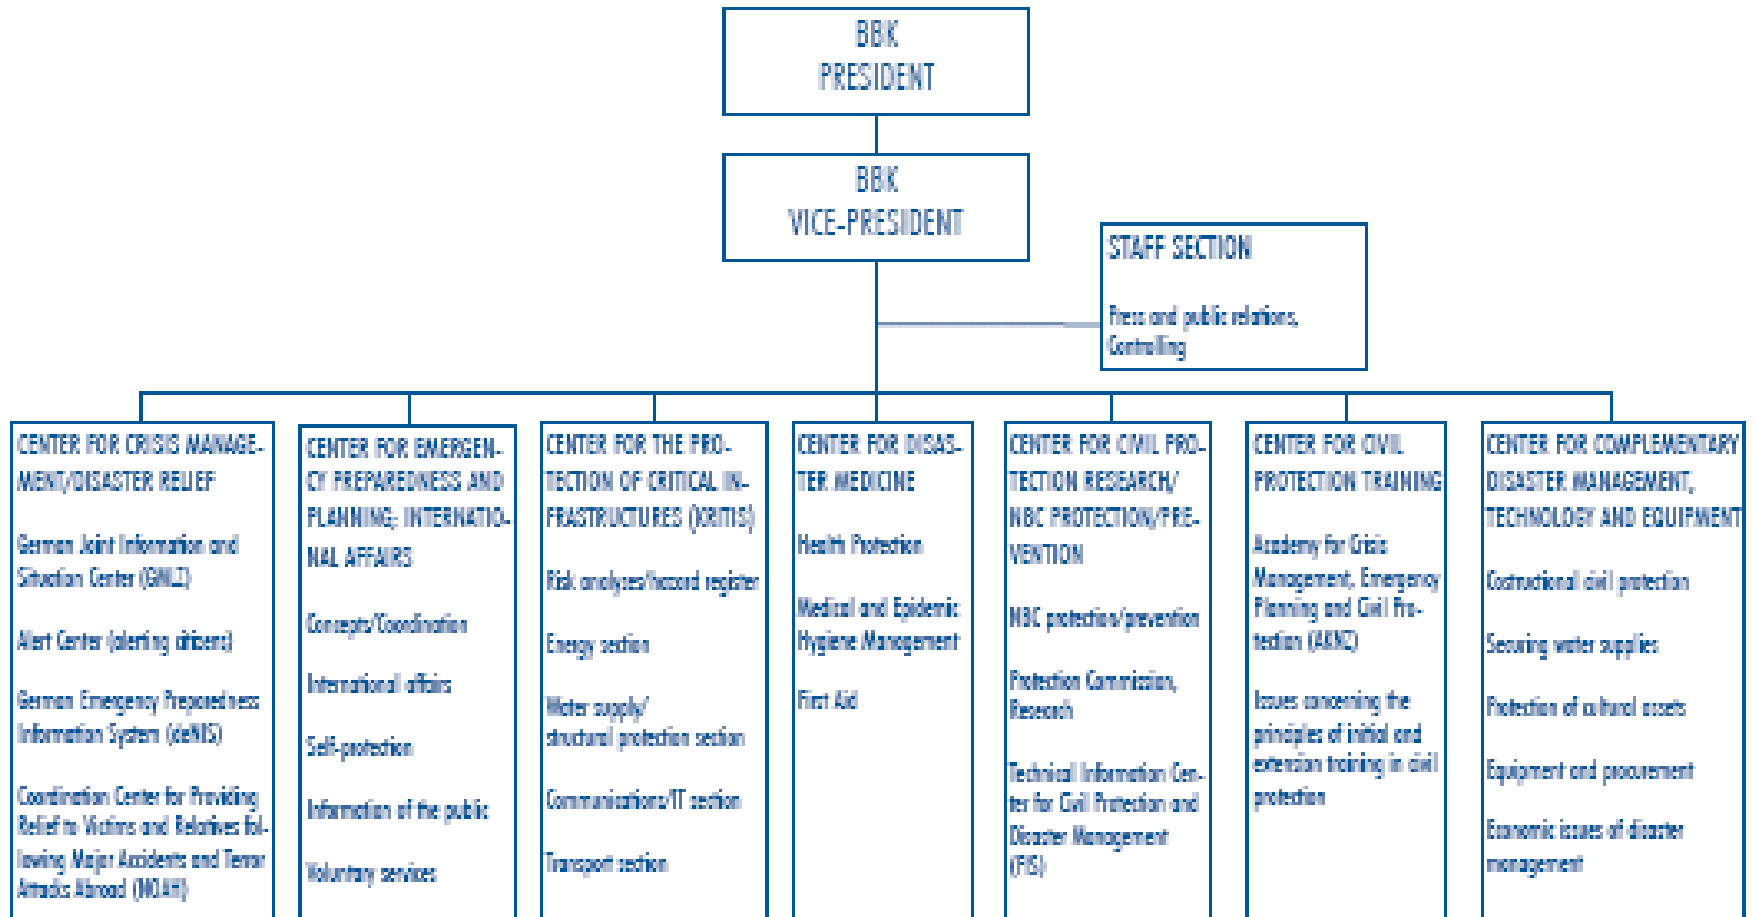 BBK
PRESIDENT
BBK
VICE-PRESIDENT
STAFF SECTION
Press and public relations,
Controlling
CENTER FOR CRISIS MANAGE-
MENT/DISASTER RELIEF
German Joint Information and
Situation Center (GMLZ)
Alert Center (alerting citizens)
German Emergency Preparedness
Information System (deNIS)
Coordination Center for Providing
Relief to Victims and Relatives fol-
lowing Major Accidents and Terror
Attacks Abroad (NOAH)
CENTER FOR EMERGEN-
CY PREPAREDNESS AND
PLANNING; INTERNATIO-
NAL AFFAIRS
Concepts/Coordination
International affairs
Self-protection
Information of the public
Voluntary services
CENTER FOR THE PRO-
TECTION OF CRITICAL IN-
FRASTRUCTURES (KRITIS)
Risk analyses/hazard register
Energy section
Water supply/
structural protection section
Communications/IT section
Transport section
CENTER FOR DISAS-
TER MEDICINE
Health Protection
Medical and Epidemic
Hygiene Management
First Aid
CENTER FOR CIVIL PRO-
TECTION RESEARCH/
NBC PROTECTION/PRE-
VENTION
NBC protection/prevention
Protection Commission,
Research
Technical Information Cen-
ter for Civil Protection and
Disaster Management
(FIS)
CENTER FOR CIVIL
PROTECTION TRAINING
Academy for Crisis
Management, Emergency
Planning and Civil Pro-
tection (AKNZ)
Issues concerning the
principles of initial and
extension training in civil
protection
CENTER FOR COMPLEMENTARY
DISASTER MANAGEMENT,
TECHNOLOGY AND EQUIPMENT
Costructional civil protection
Securing water supplies
Protection of cultural assets
Equipment and procurement
Economic issues of disaster
management